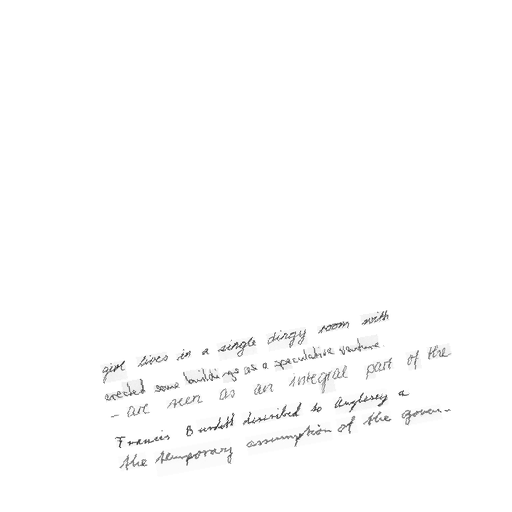 girl lives in a single dingy room with
erected some buildings as a speculative venture.
- are seen as an integral part of the
Francis Burdett described to Anglesey a
the temporary assumption of the govern-